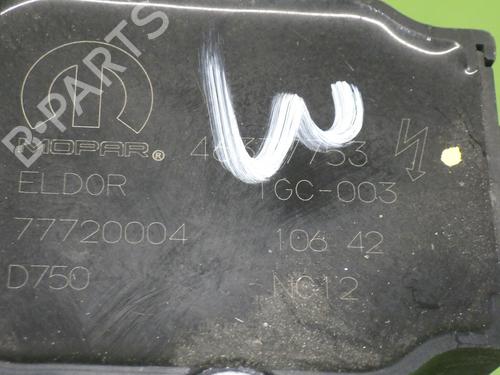 B-PARTS
MOPAR®
ELDOR TGC-003
77720004 106 42
D750 NC12